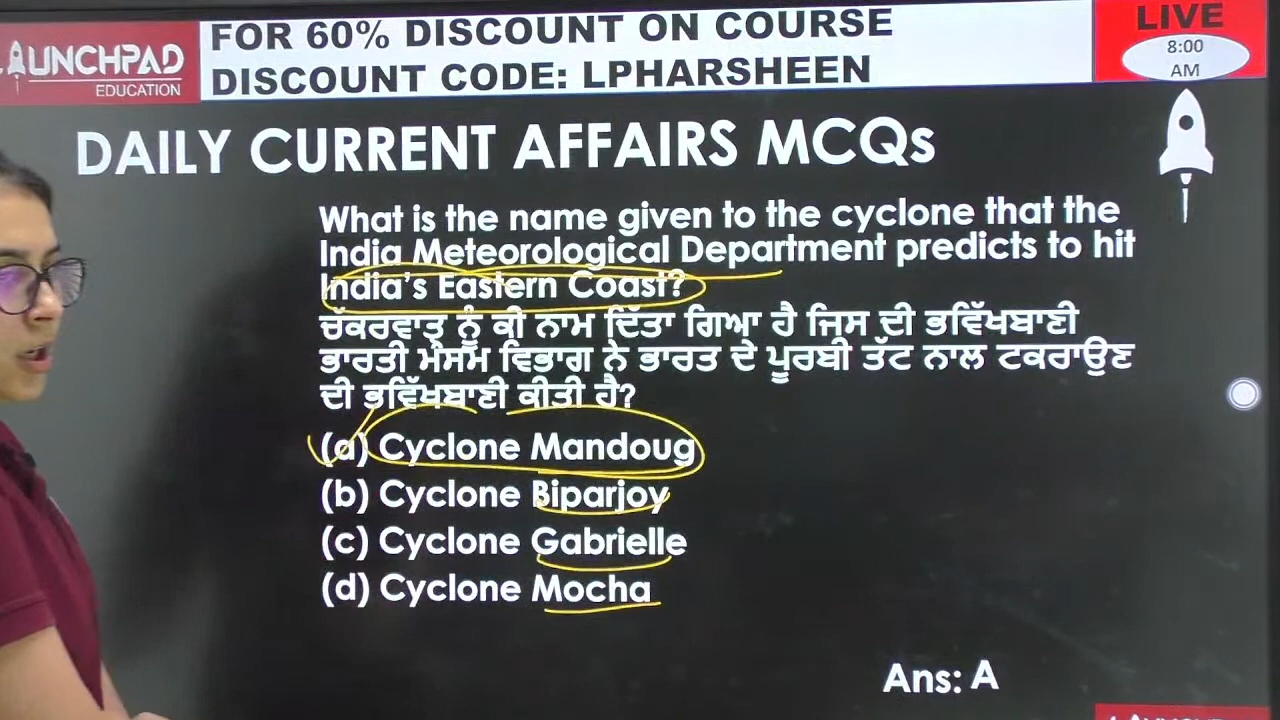 LAUNCHPAD
EDUCATION
FOR 60% DISCOUNT ON COURSE
DISCOUNT CODE: LPHARSHEEN
LIVE
8:00
AM
DAILY CURRENT AFFAIRS MCQs
What is the name given to the cyclone that the
India Meteorological Department predicts to hit
India's Eastern Coast?
ਚੱਕਰਵਾਤ ਨੂੰ ਕੀ ਨਾਮ ਦਿੱਤਾ ਗਿਆ ਹੈ ਜਿਸ ਦੀ ਭਵਿੱਖਬਾਣੀ
ਭਾਰਤੀ ਮੌਸਮ ਵਿਭਾਗ ਨੇ ਭਾਰਤ ਦੇ ਪੂਰਬੀ ਤੱਟ ਨਾਲ ਟਕਰਾਉਣ
ਦੀ ਭਵਿੱਖਬਾਣੀ ਕੀਤੀ ਹੈ?
(a) Cyclone Mandoug
(b) Cyclone Biparjoy
(c) Cyclone Gabrielle
(d) Cyclone Mocha
Ans: A